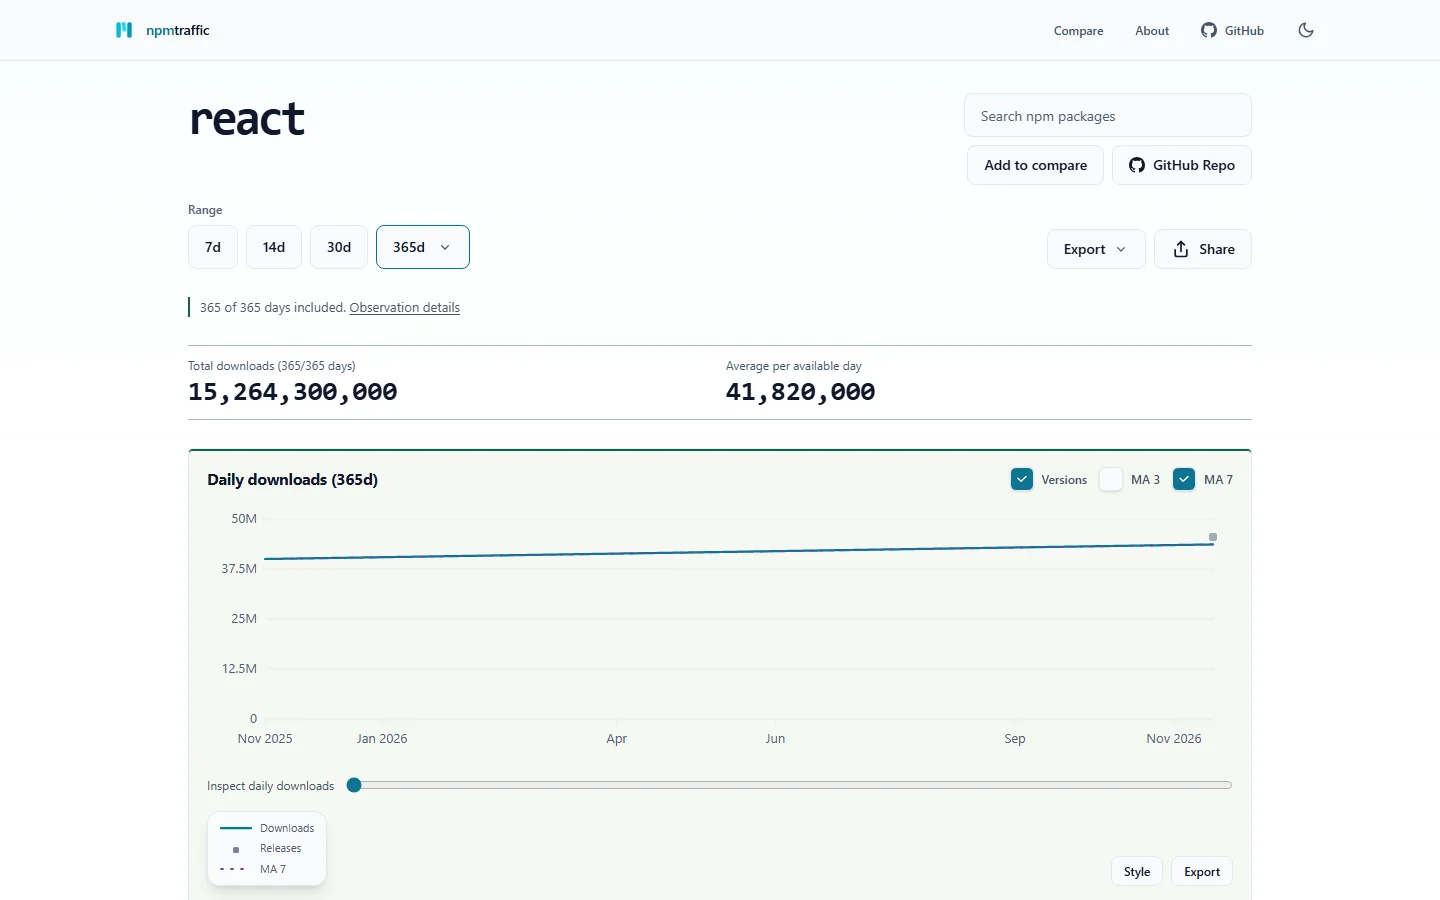 npmtraffic
Compare
About
GitHub
react
Search npm packages
Add to compare
GitHub Repo
Range
7d
14d
30d
365d
Export
Share
365 of 365 days included. Observation details
Total downloads (365/365 days)
15,264,300,000
Average per available day
41,820,000
Daily downloads (365d)
Versions
MA 3
MA 7
50M
37.5M
25M
12.5M
0
Nov 2025
Jan 2026
Apr
Jun
Sep
Nov 2026
Inspect daily downloads
Downloads
Releases
MA 7
Style
Export